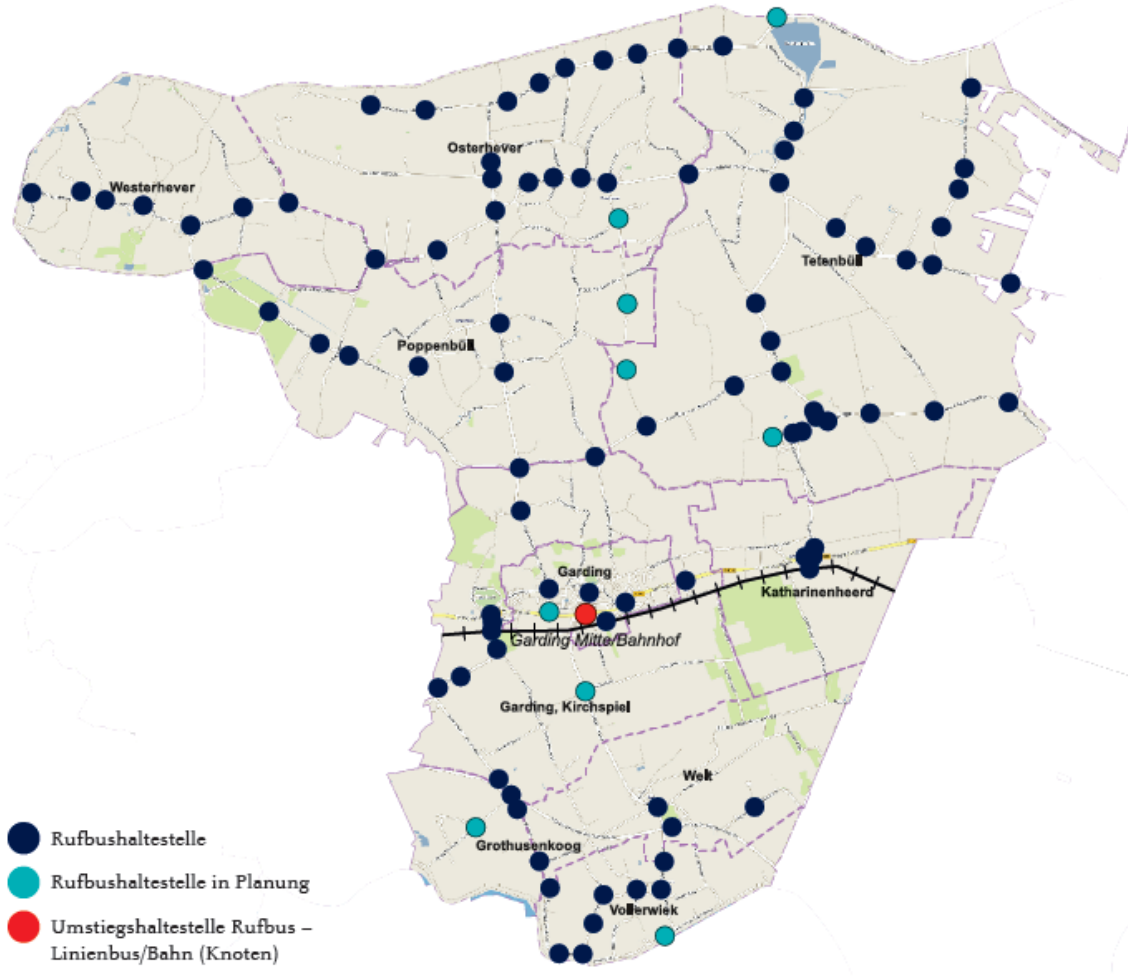 Osterhever
Westerhever
Tetenbüll
Poppenbüll
Garding
Katharinenheerd
Garding Mitte/Bahnhof
Garding, Kirchspiel
Welt
Grothusenkoog
Vollerwiek
Rufbushaltestelle
Rufbushaltestelle in Planung
Umstiegshaltestelle Rufbus –
Linienbus/Bahn (Knoten)